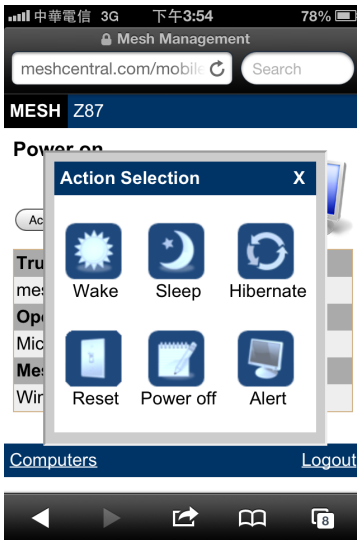 中華電信 3G 下午3:54 78%
Mesh Management
meshcentral.com/mobile Search
MESH Z87
Power on
Action Selection X
Wake Sleep Hibernate
Reset Power off Alert
Computers Logout
8